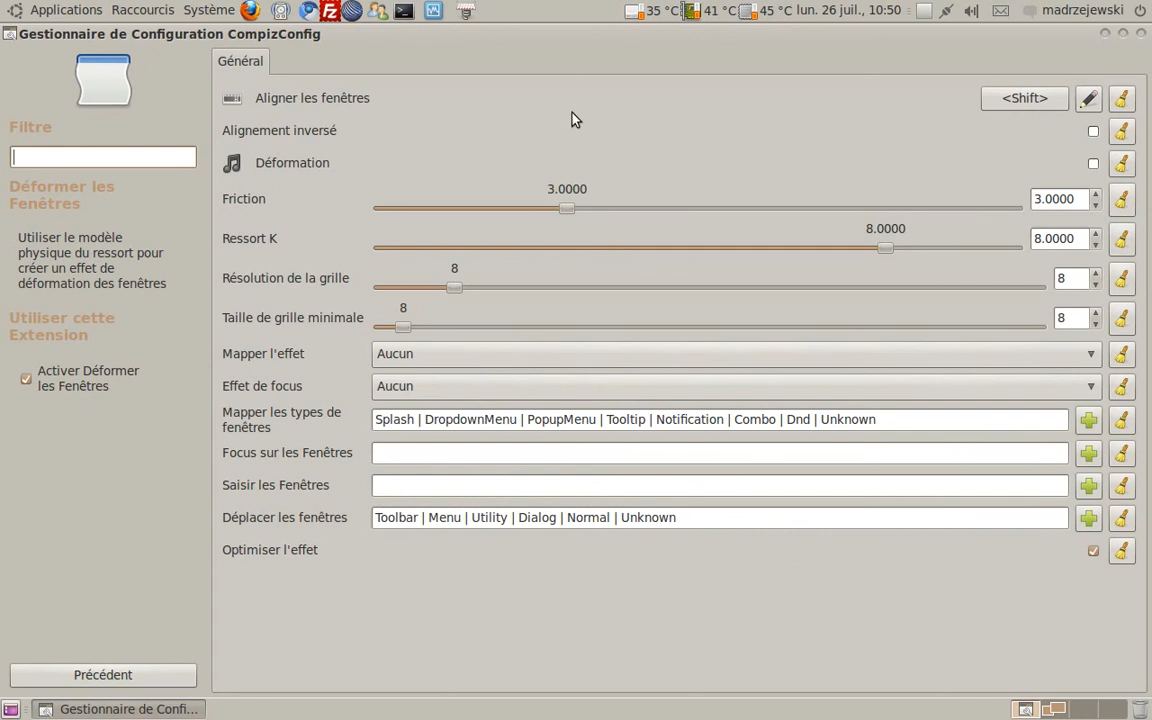 Applications Raccourcis Système 35 °C 41 °C 45 °C lun. 26 juil., 10:50 madrzejewski
Gestionnaire de Configuration CompizConfig
Filtre
Déformer les
Fenêtres
Utiliser le modèle
physique du ressort pour
créer un effet de
déformation des fenêtres
Utiliser cette
Extension
Activer Déformer
les Fenêtres
Précédent
Général
Aligner les fenêtres <Shift>
Alignement inversé
Déformation
3.0000
Friction 3.0000
8.0000
Ressort K 8.0000
8
Résolution de la grille 8
8
Taille de grille minimale 8
Mapper l'effet Aucun
Effet de focus Aucun
Mapper les types de
fenêtres
Splash | DropdownMenu | PopupMenu | Tooltip | Notification | Combo | Dnd | Unknown
Focus sur les Fenêtres
Saisir les Fenêtres
Déplacer les fenêtres Toolbar | Menu | Utility | Dialog | Normal | Unknown
Optimiser l'effet
Gestionnaire de Confi...